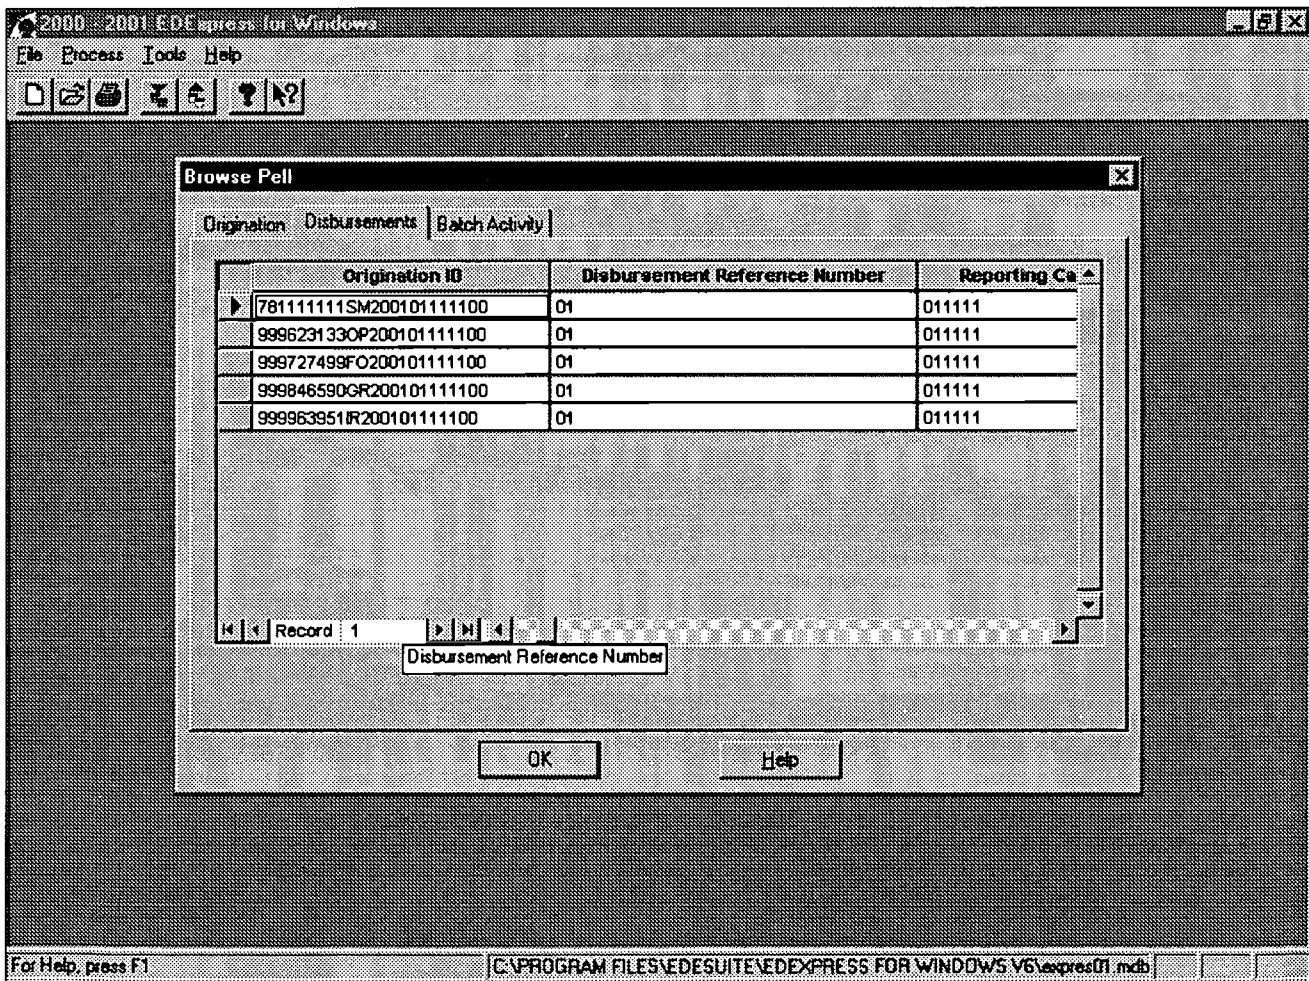 2000 - 2001 EDExpress for Windows
File Process Tools Help
Browse Pell
Origination Disbursements Batch Activity
Origination ID Disbursement Reference Number Reporting Ca
781111111SM200101111100 01 011111
999623133OP200101111100 01 011111
999727499FO200101111100 01 011111
999846590GR200101111100 01 011111
999963951IR200101111100 01 011111
Record 1
Disbursement Reference Number
OK Help
For Help, press F1 C:\PROGRAM FILES\EDESUITE\EDEXPRESS FOR WINDOWS V6\expres01.mdb